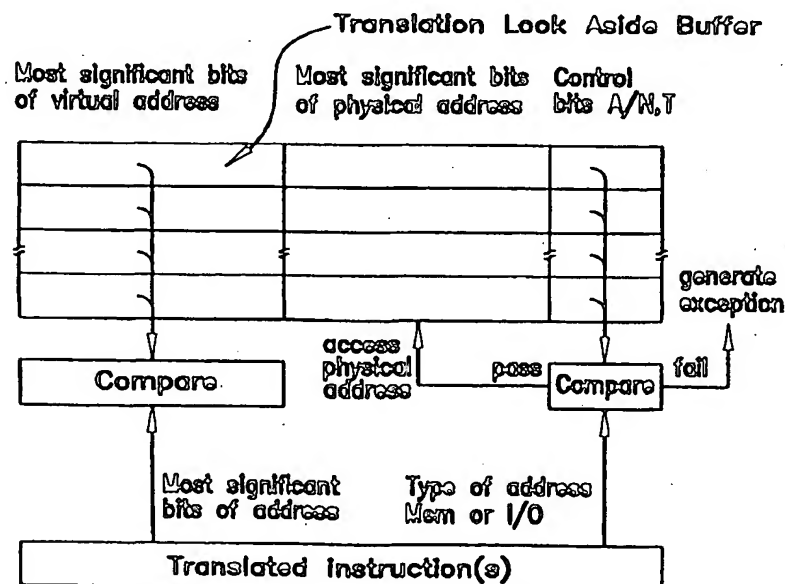 Translation Look Aside Buffer
Most significant bits
of virtual address
Most significant bits
of physical address
Control
bits A/N,T
generate
exception
access
physical
address
pass
fail
Compare
Compare
Most significant
bits of address
Type of address
Mem or I/O
Translated instruction(s)